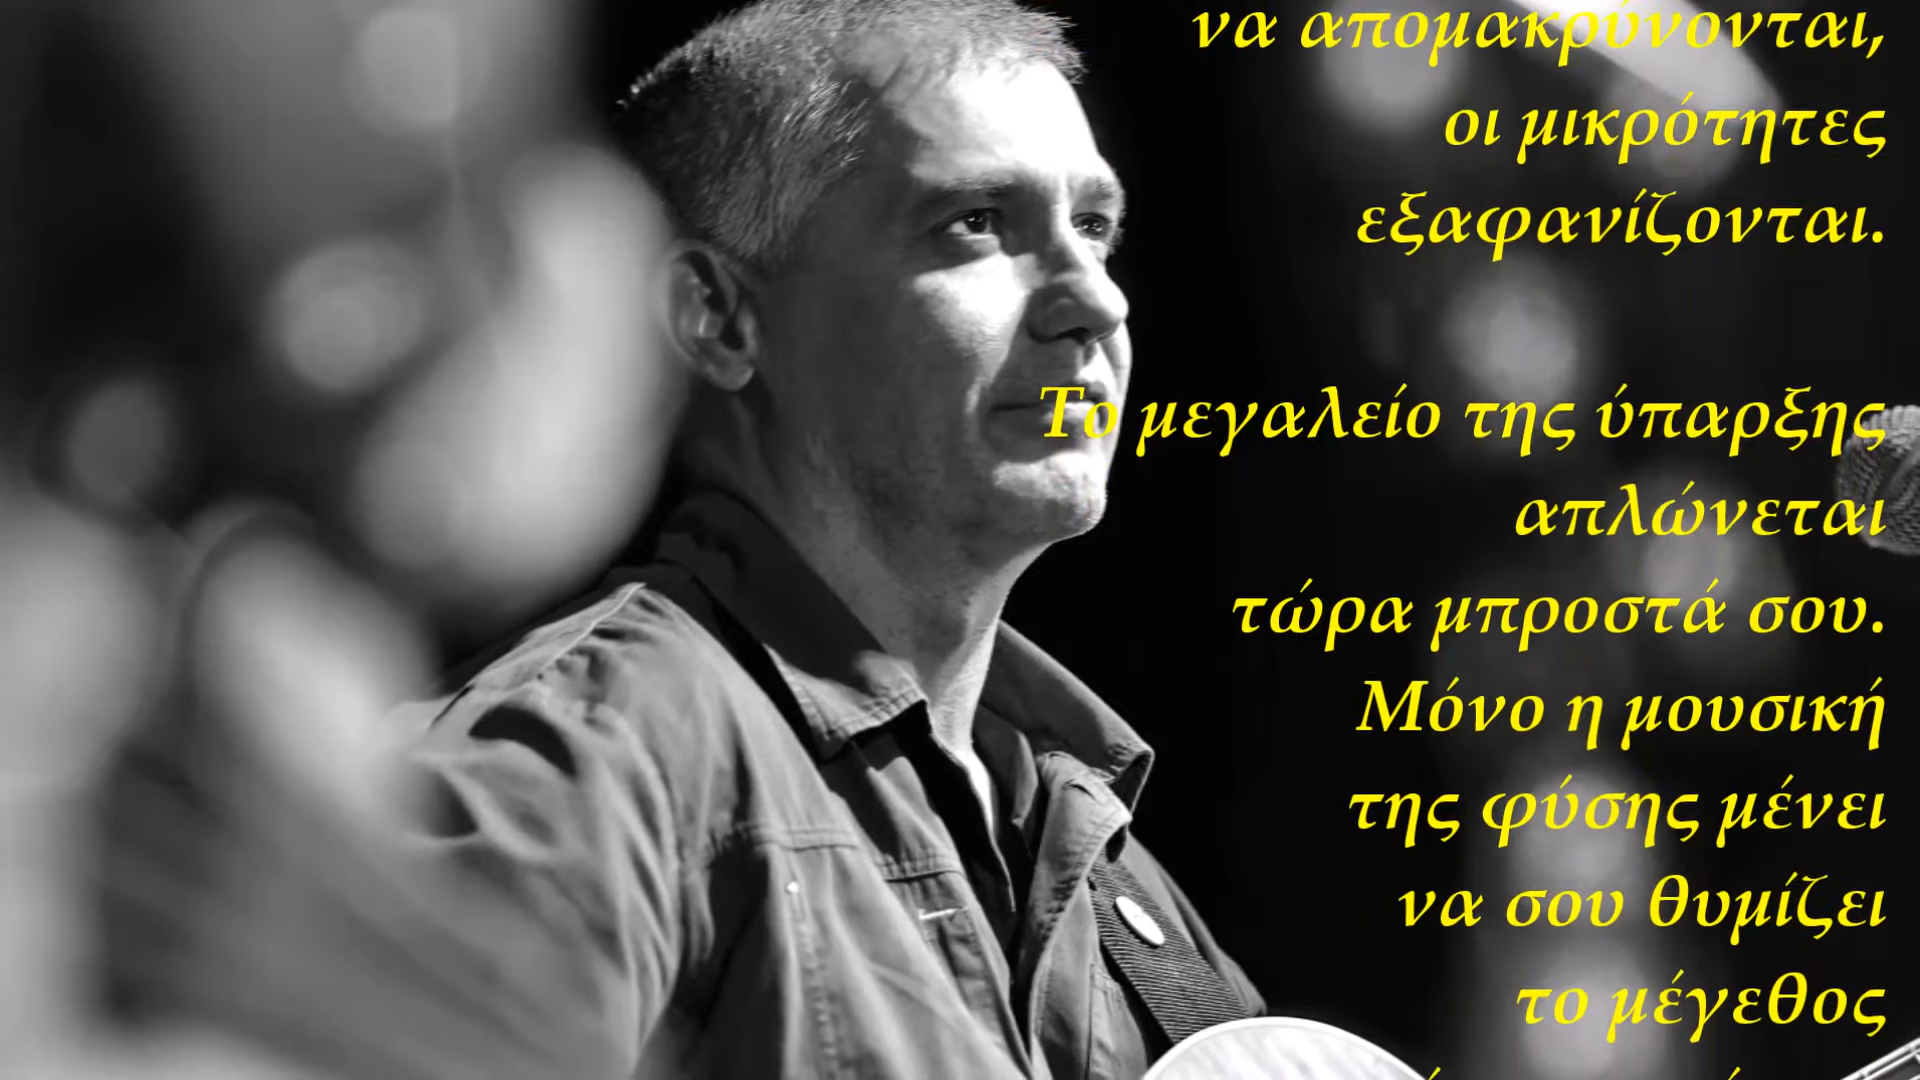 να απομακρύνονται,
οι μικρότητες
εξαφανίζονται.
Το μεγαλείο της ύπαρξης
απλώνεται
τώρα μπροστά σου.
Μόνο η μουσική
της φύσης μένει
να σου θυμίζει
το μέγεθος